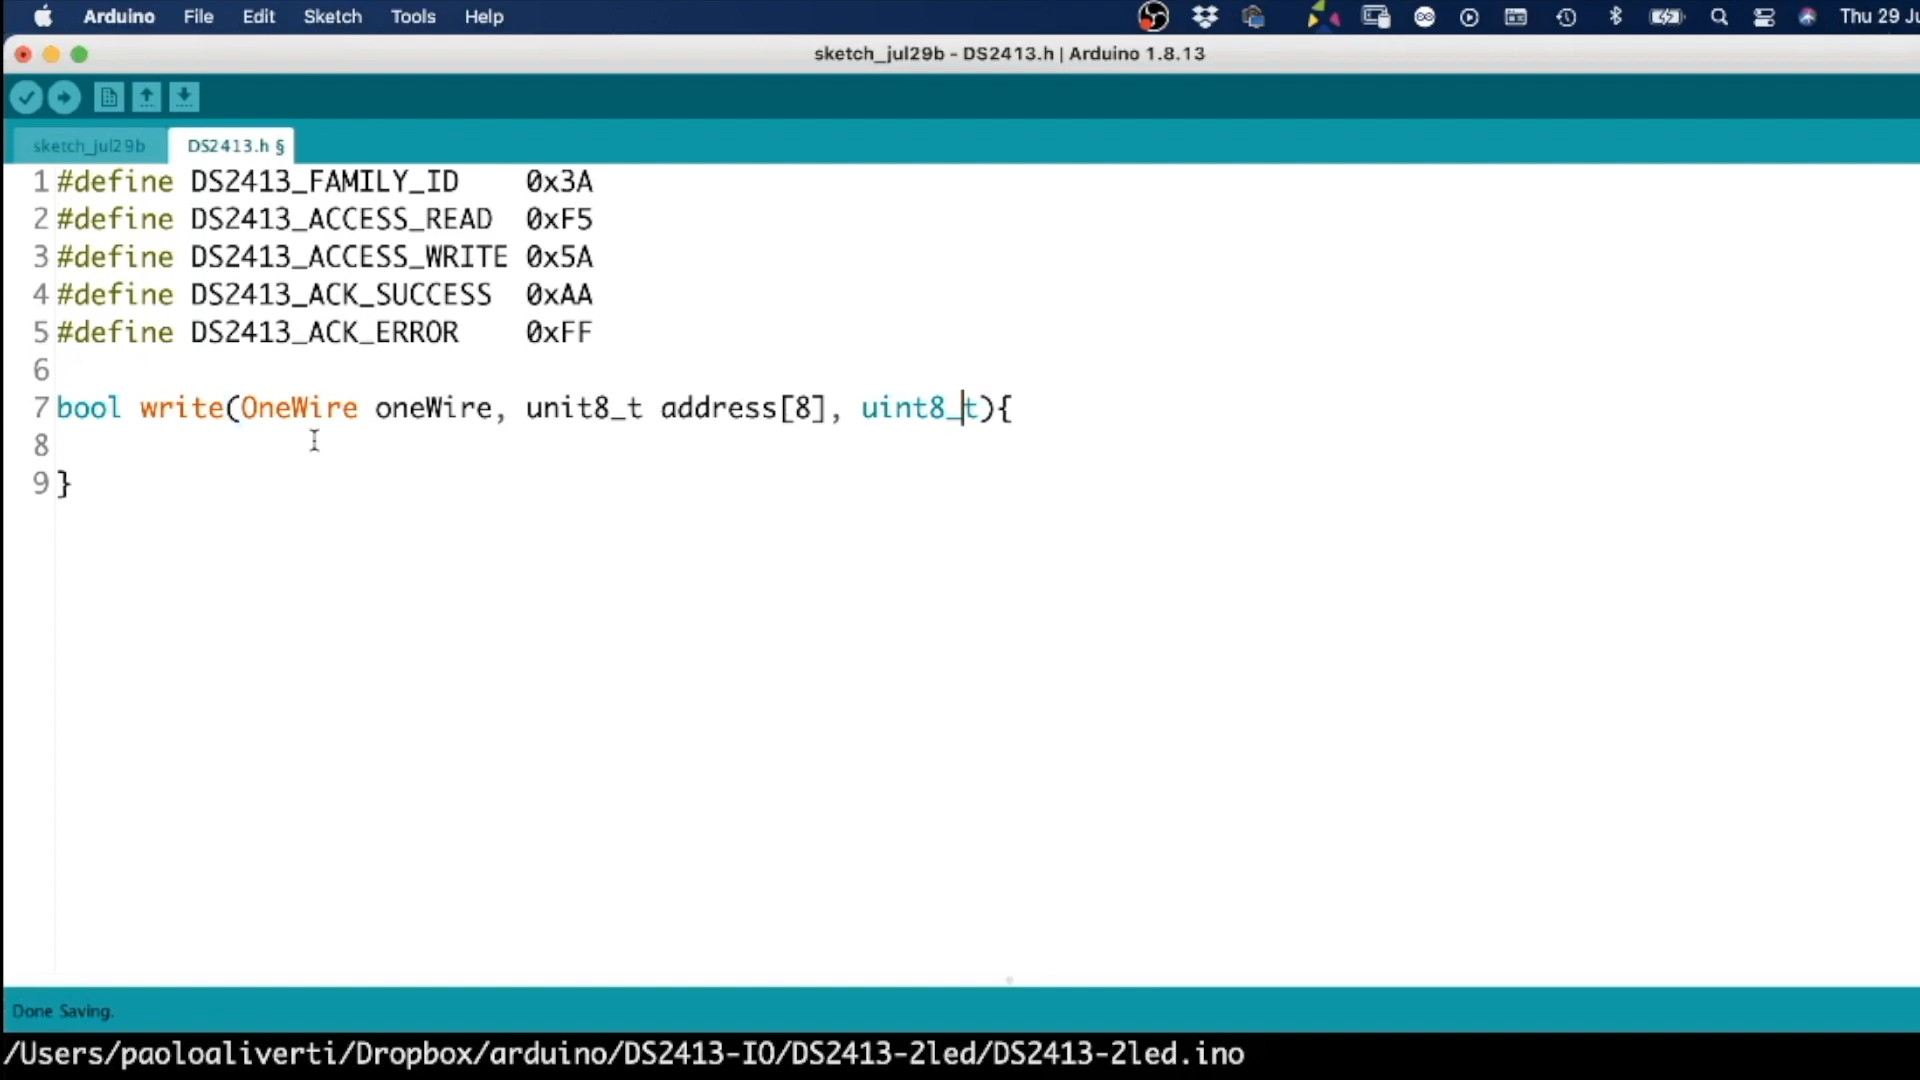 Arduino File Edit Sketch Tools Help Thu 29 Ju
sketch_jul29b - DS2413.h | Arduino 1.8.13
sketch_jul29b DS2413.h §
1 #define DS2413_FAMILY_ID    0x3A
2 #define DS2413_ACCESS_READ  0xF5
3 #define DS2413_ACCESS_WRITE 0x5A
4 #define DS2413_ACK_SUCCESS  0xAA
5 #define DS2413_ACK_ERROR    0xFF
6
7 bool write(OneWire oneWire, unit8_t address[8], uint8_t){
8
9 }
Done Saving.
/Users/paoloaliverti/Dropbox/arduino/DS2413-IO/DS2413-2led/DS2413-2led.ino